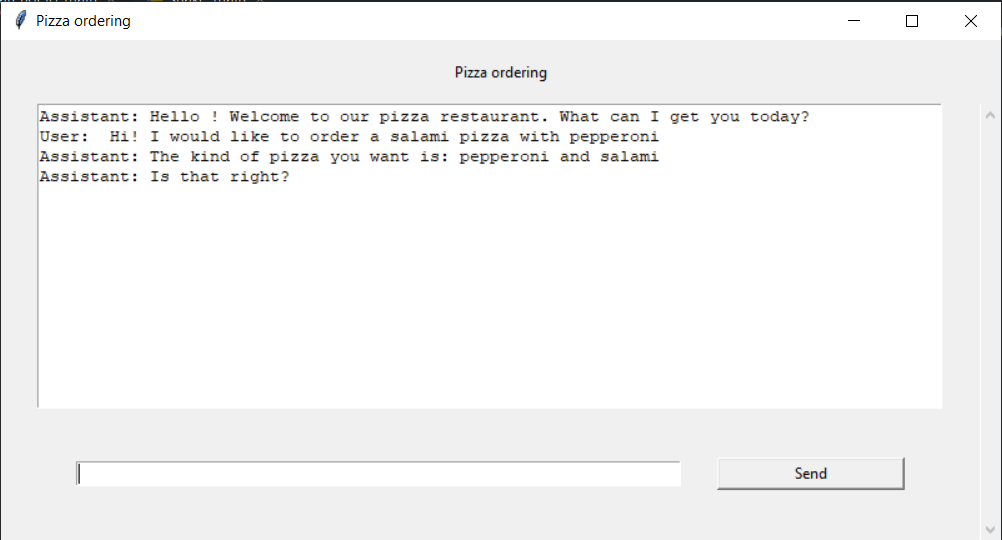 Pizza ordering
Pizza ordering
Assistant: Hello ! Welcome to our pizza restaurant. What can I get you today?
User:  Hi! I would like to order a salami pizza with pepperoni
Assistant: The kind of pizza you want is: pepperoni and salami
Assistant: Is that right?
Send